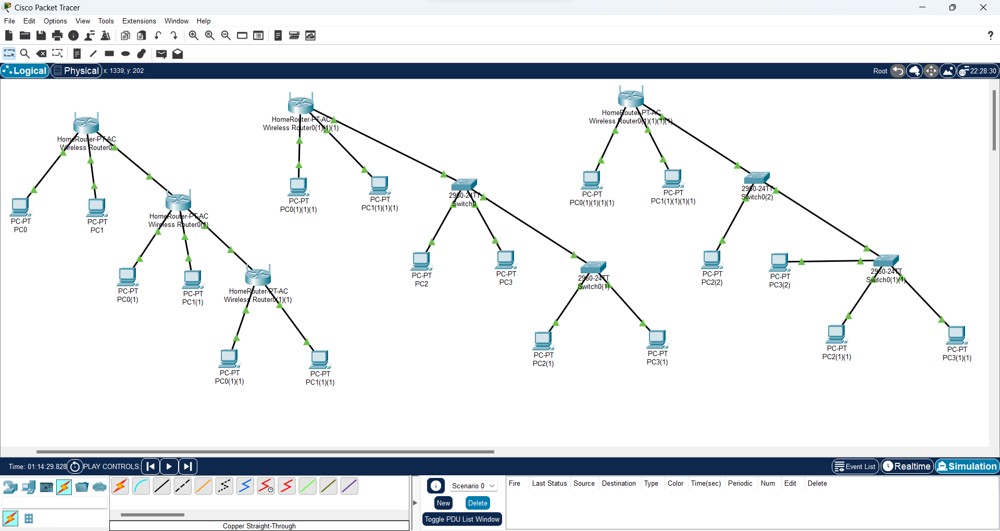 Cisco Packet Tracer
File Edit Options View Tools Extensions Window Help
Logical Physical x: 1339, y: 202 Root 22:28:30
HomeRouter-PT-AC
Wireless Router0
PC-PT
PC0
PC-PT
PC1
HomeRouter-PT-AC
Wireless Router0(1)
PC-PT
PC0(1)
PC-PT
PC1(1)
HomeRouter-PT-AC
Wireless Router0(1)(1)
PC-PT
PC0(1)(1)
PC-PT
PC1(1)(1)
HomeRouter-PT-AC
Wireless Router0(1)(1)(1)
PC-PT
PC0(1)(1)(1)
PC-PT
PC1(1)(1)(1)
2960-24TT
Switch0
PC-PT
PC2
PC-PT
PC3
2960-24TT
Switch0(1)
PC-PT
PC2(1)
PC-PT
PC3(1)
HomeRouter-PT-AC
Wireless Router0(1)(1)(1)(1)
PC-PT
PC0(1)(1)(1)(1)
PC-PT
PC1(1)(1)(1)(1)
2960-24TT
Switch0(2)
PC-PT
PC2(2)
PC-PT
PC3(2)
2960-24TT
Switch0(1)(1)
PC-PT
PC2(1)(1)
PC-PT
PC3(1)(1)
Time: 01:14:29.828 PLAY CONTROLS: Event List Realtime Simulation
Scenario 0
New Delete
Toggle PDU List Window
Fire Last Status Source Destination Type Color Time(sec) Periodic Num Edit Delete
Copper Straight-Through